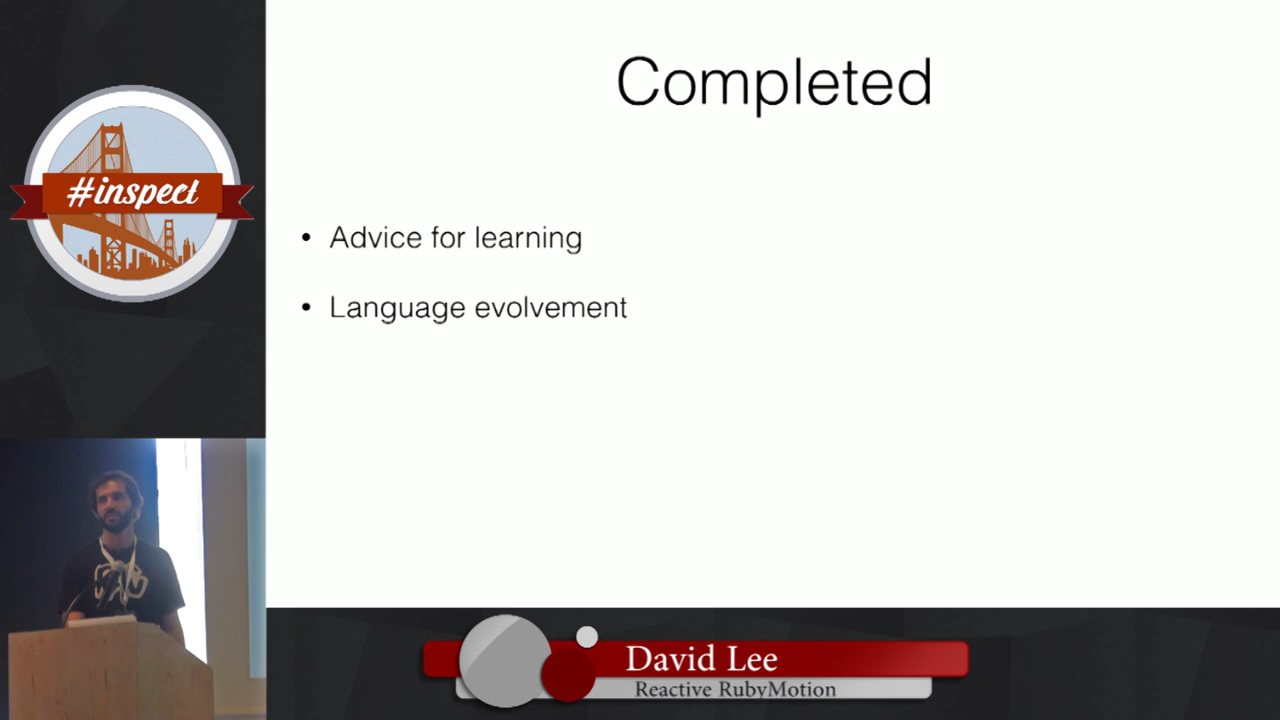 Completed
#inspect
• Advice for learning
• Language evolvement
David Lee
Reactive RubyMotion